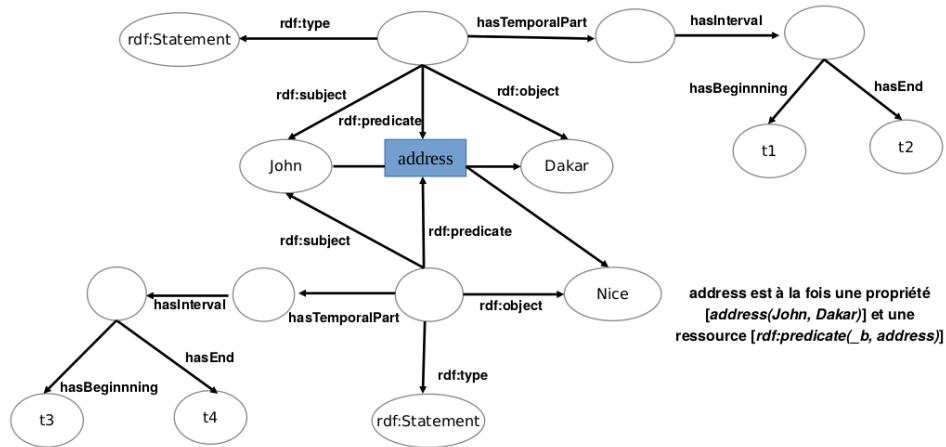 rdf:type
hasTemporalPart
hasInterval
rdf:Statement
hasBeginnning
hasEnd
rdf:subject
rdf:object
rdf:predicate
t1
t2
John
address
Dakar
rdf:subject
rdf:predicate
hasInterval
hasTemporalPart
rdf:object
Nice
address est à la fois une propriété
[address(John, Dakar)] et une
ressource [rdf:predicate(_b, address)]
hasBeginnning
hasEnd
rdf:type
t3
t4
rdf:Statement